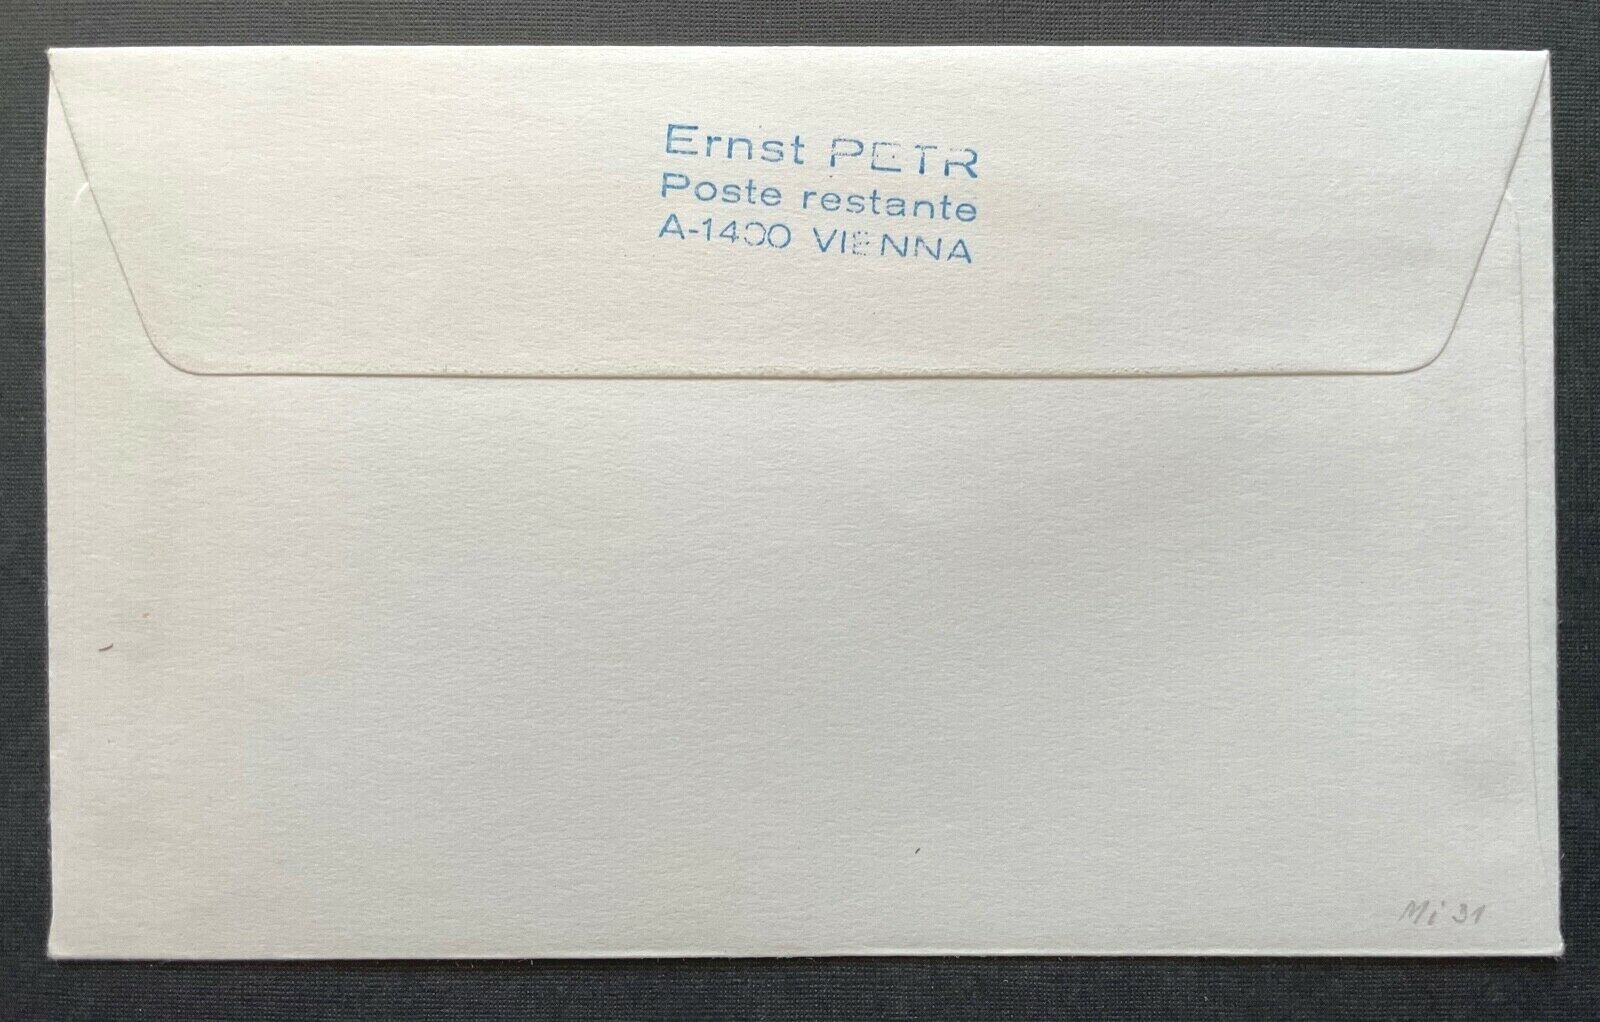 Ernst PETR
Poste restante
A-1400 VIENNA
Mi 31